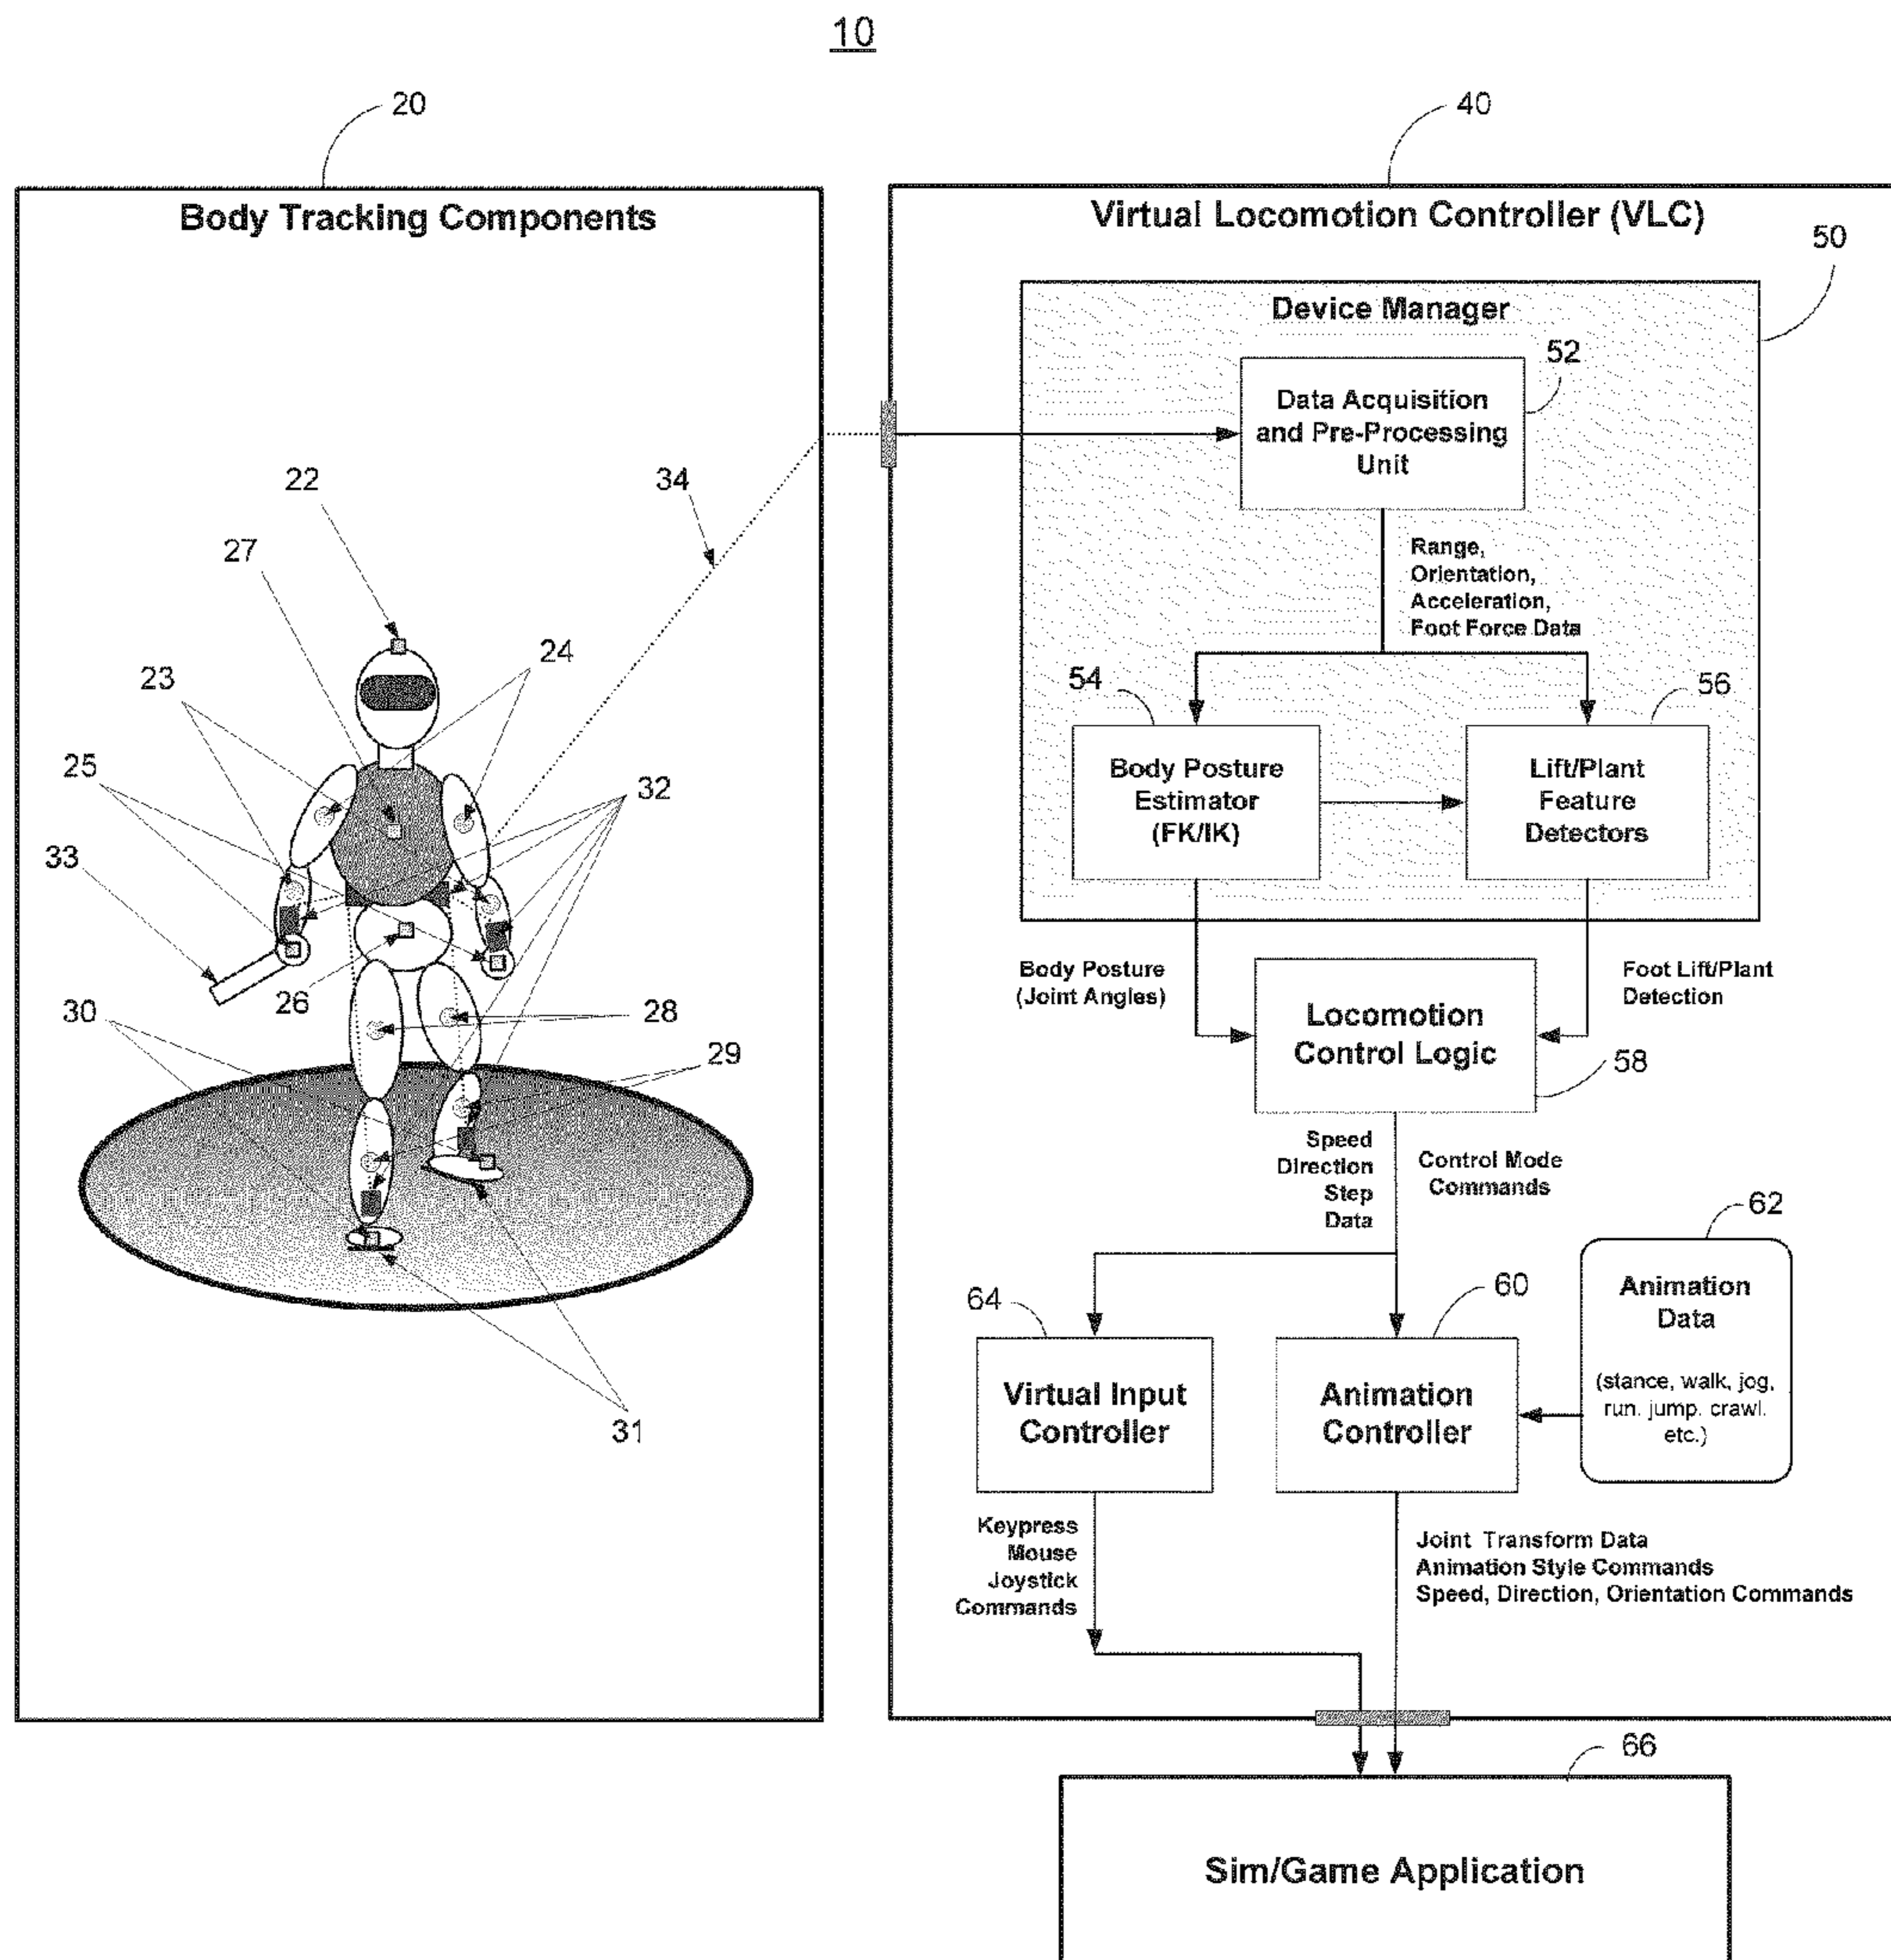 10
20
40
Body Tracking Components
Virtual Locomotion Controller (VLC)
50
Device Manager
52
Data Acquisition
and Pre-Processing
Unit
22
34
27
Range,
Orientation,
Acceleration,
Foot Force Data
24
23
54
56
25
32
Body Posture
Estimator
(FK/IK)
Lift/Plant
Feature
Detectors
33
26
Body Posture
(Joint Angles)
Foot Lift/Plant
Detection
30
28
Locomotion
Control Logic
29
58
Speed
Direction
Step
Data
Control Mode
Commands
62
64
60
Animation
Data
(stance, walk, jog,
run. jump. crawl.
etc.)
Virtual Input
Controller
Animation
Controller
31
Keypress
Mouse
Joystick
Commands
Joint Transform Data
Animation Style Commands
Speed, Direction, Orientation Commands
66
Sim/Game Application